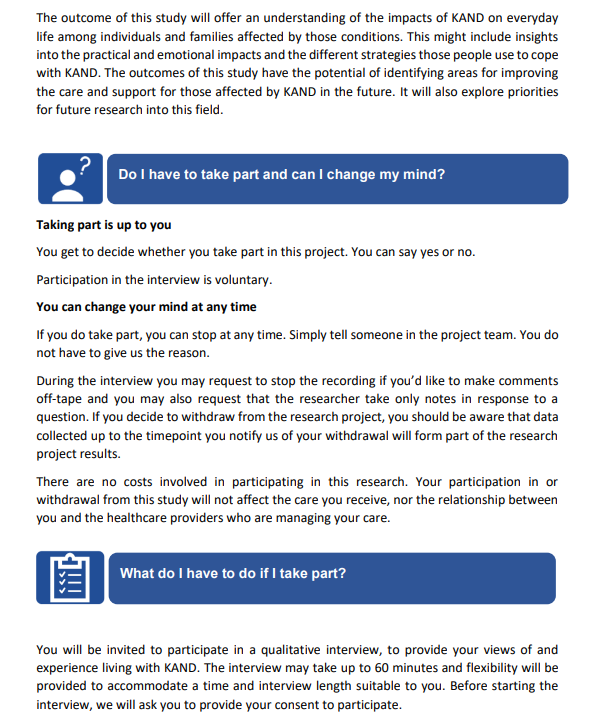 The outcome of this study will offer an understanding of the impacts of KAND on everyday
life among individuals and families affected by those conditions. This might include insights
into the practical and emotional impacts and the different strategies those people use to cope
with KAND. The outcomes of this study have the potential of identifying areas for improving
the care and support for those affected by KAND in the future. It will also explore priorities
for future research into this field.
?
Do I have to take part and can I change my mind?
Taking part is up to you
You get to decide whether you take part in this project. You can say yes or no.
Participation in the interview is voluntary.
You can change your mind at any time
If you do take part, you can stop at any time. Simply tell someone in the project team. You do
not have to give us the reason.
During the interview you may request to stop the recording if you’d like to make comments
off-tape and you may also request that the researcher take only notes in response to a
question. If you decide to withdraw from the research project, you should be aware that data
collected up to the timepoint you notify us of your withdrawal will form part of the research
project results.
There are no costs involved in participating in this research. Your participation in or
withdrawal from this study will not affect the care you receive, nor the relationship between
you and the healthcare providers who are managing your care.
What do I have to do if I take part?
You will be invited to participate in a qualitative interview, to provide your views of and
experience living with KAND. The interview may take up to 60 minutes and flexibility will be
provided to accommodate a time and interview length suitable to you. Before starting the
interview, we will ask you to provide your consent to participate.